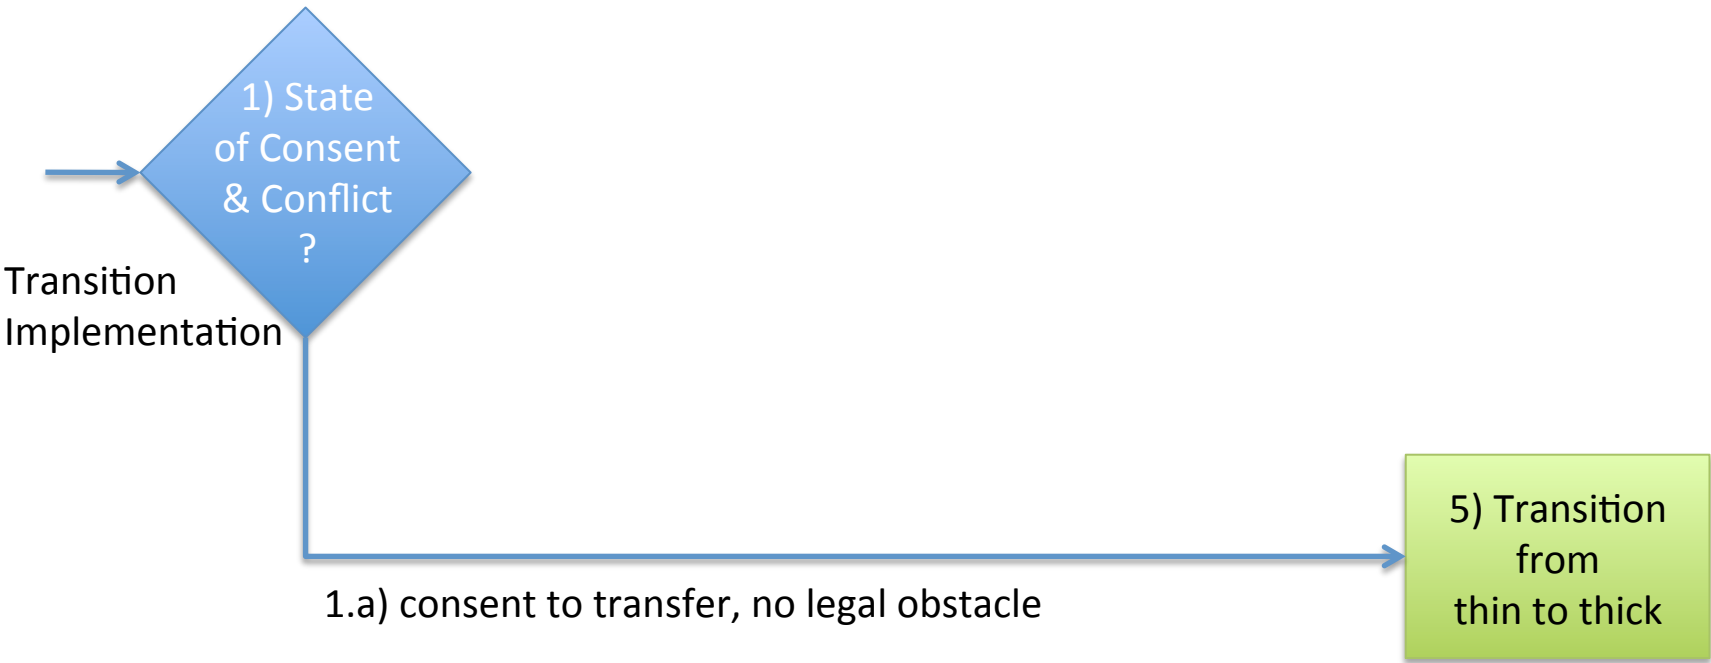 1) State
of Consent
& Conflict
?
Transition
Implementation
1.a) consent to transfer, no legal obstacle
5) Transition
from
thin to thick